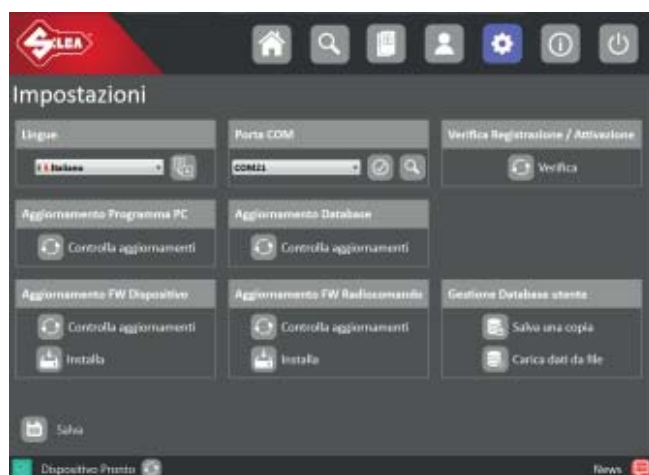 SILCA
Impostazioni
Lingue
Porta COM
Verifica Registrazione / Attivazione
Italiano
COM21
Verifica
Aggiornamento Programma PC
Aggiornamento Database
Controlla aggiornamenti
Controlla aggiornamenti
Aggiornamento FW Dispositivo
Aggiornamento FW Radiocomando
Gestione Database utente
Controlla aggiornamenti
Controlla aggiornamenti
Salva una copia
Installa
Installa
Carica dati da file
Salva
Dispositivo Pronto
News